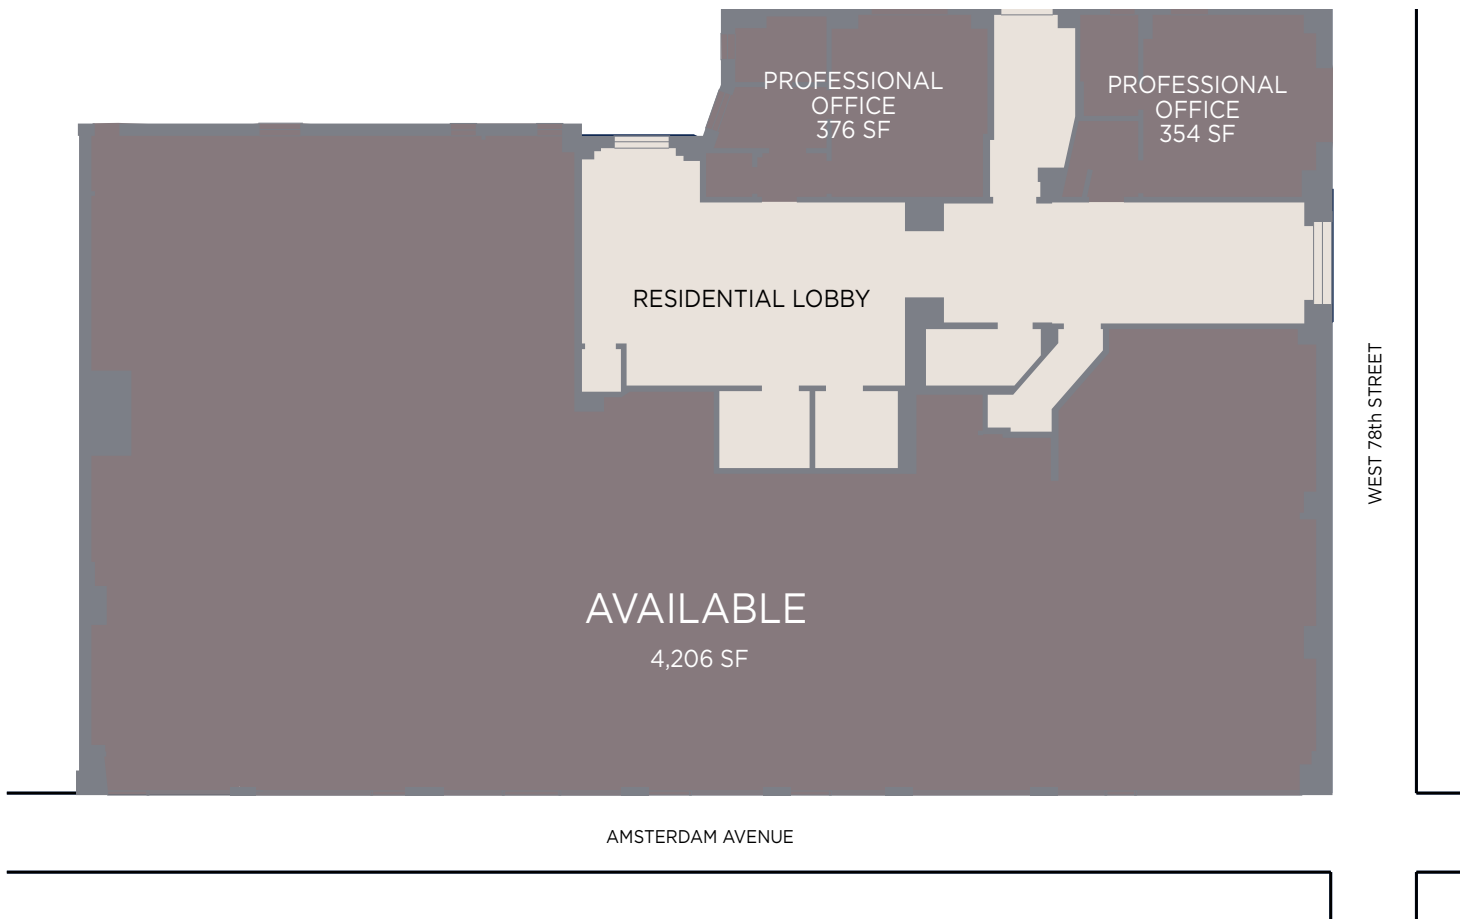 PROFESSIONAL
OFFICE
376 SF
PROFESSIONAL
OFFICE
354 SF
RESIDENTIAL LOBBY
WEST 78th STREET
AVAILABLE
4,206 SF
AMSTERDAM AVENUE